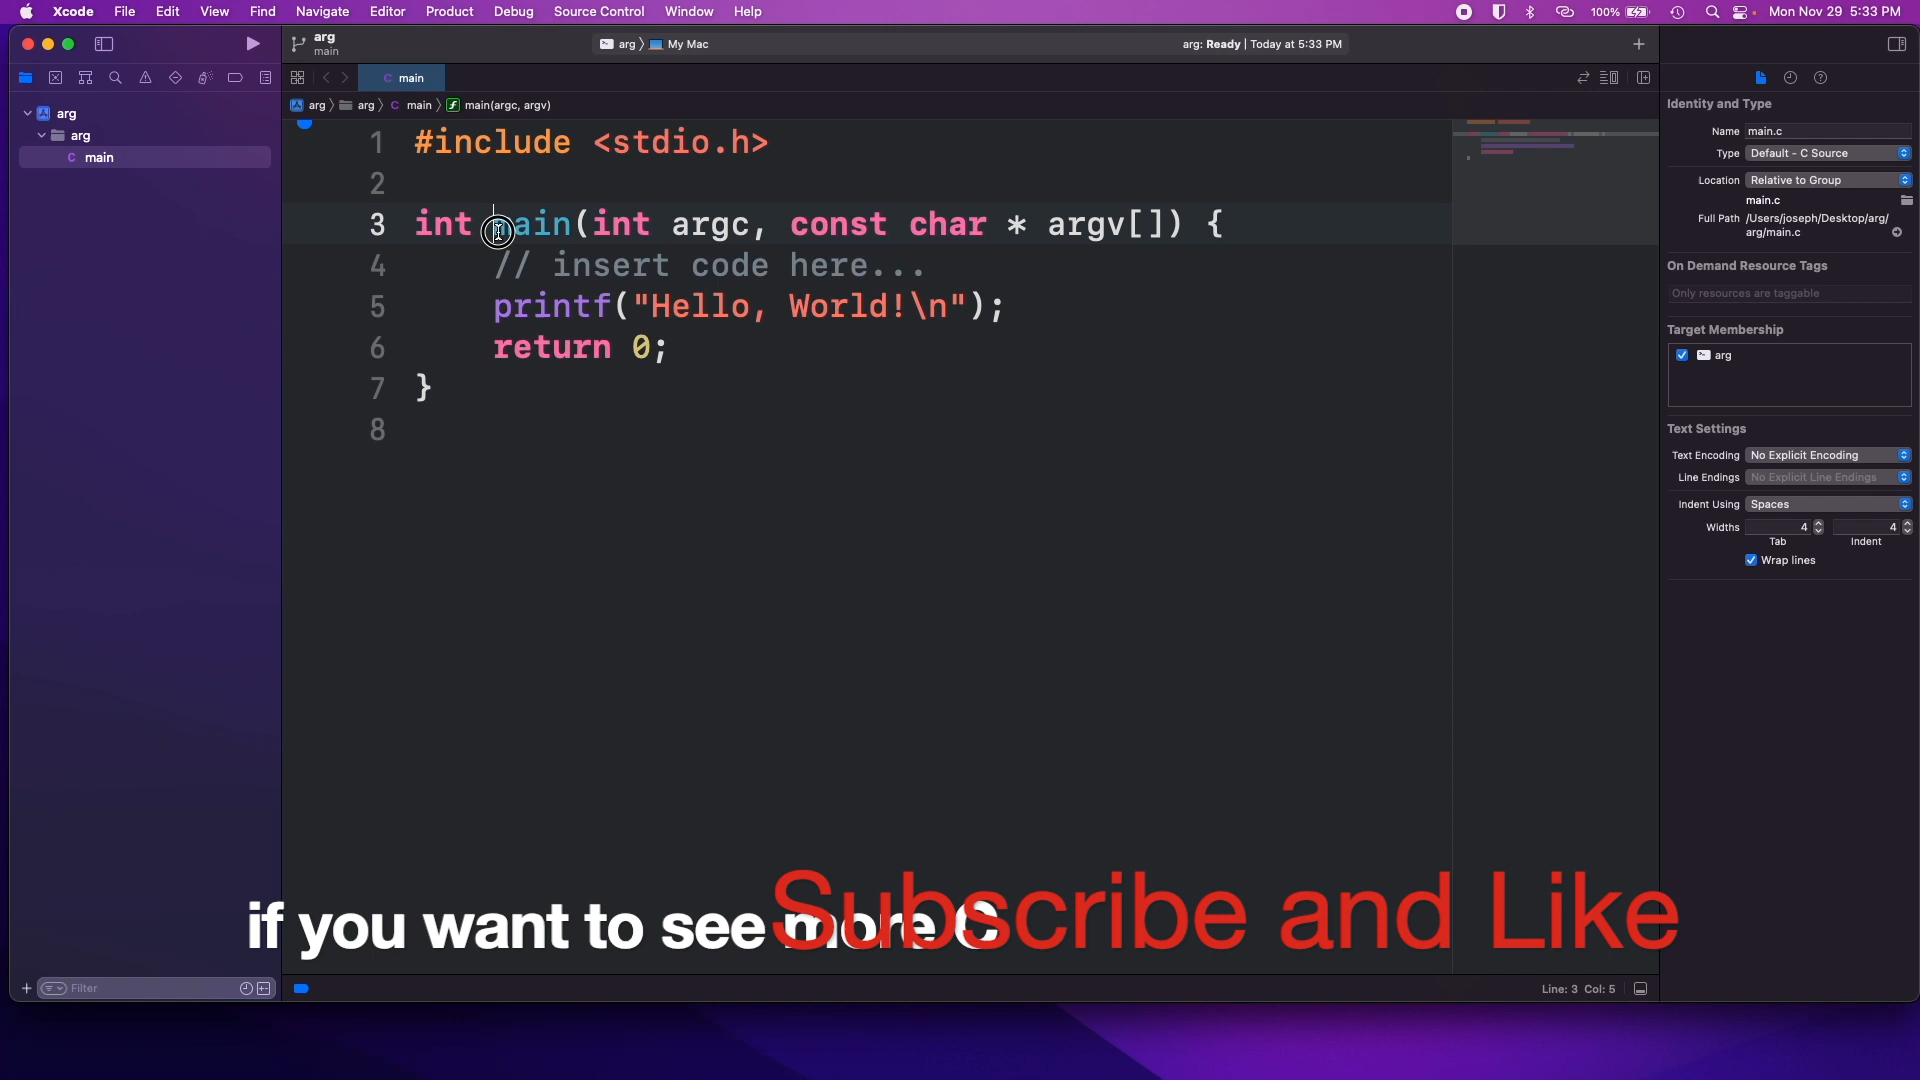 Xcode File Edit View Find Navigate Editor Product Debug Source Control Window Help 100% Mon Nov 29 5:33 PM
arg
main
arg My Mac
arg: Ready | Today at 5:33 PM
main
arg arg C main f main(argc, argv)
arg
arg
C main
1 #include <stdio.h>
2
3 int main(int argc, const char * argv[]) {
4 // insert code here...
5 printf("Hello, World!\n");
6 return 0;
7 }
8
Identity and Type
Name main.c
Type Default - C Source
Location Relative to Group
main.c
Full Path /Users/joseph/Desktop/arg/
arg/main.c
On Demand Resource Tags
Only resources are taggable
Target Membership
arg
Text Settings
Text Encoding No Explicit Encoding
Line Endings No Explicit Line Endings
Indent Using Spaces
Widths 4 4
Tab Indent
Wrap lines
if you want to see more C
Subscribe and Like
Filter
Line: 3 Col: 5